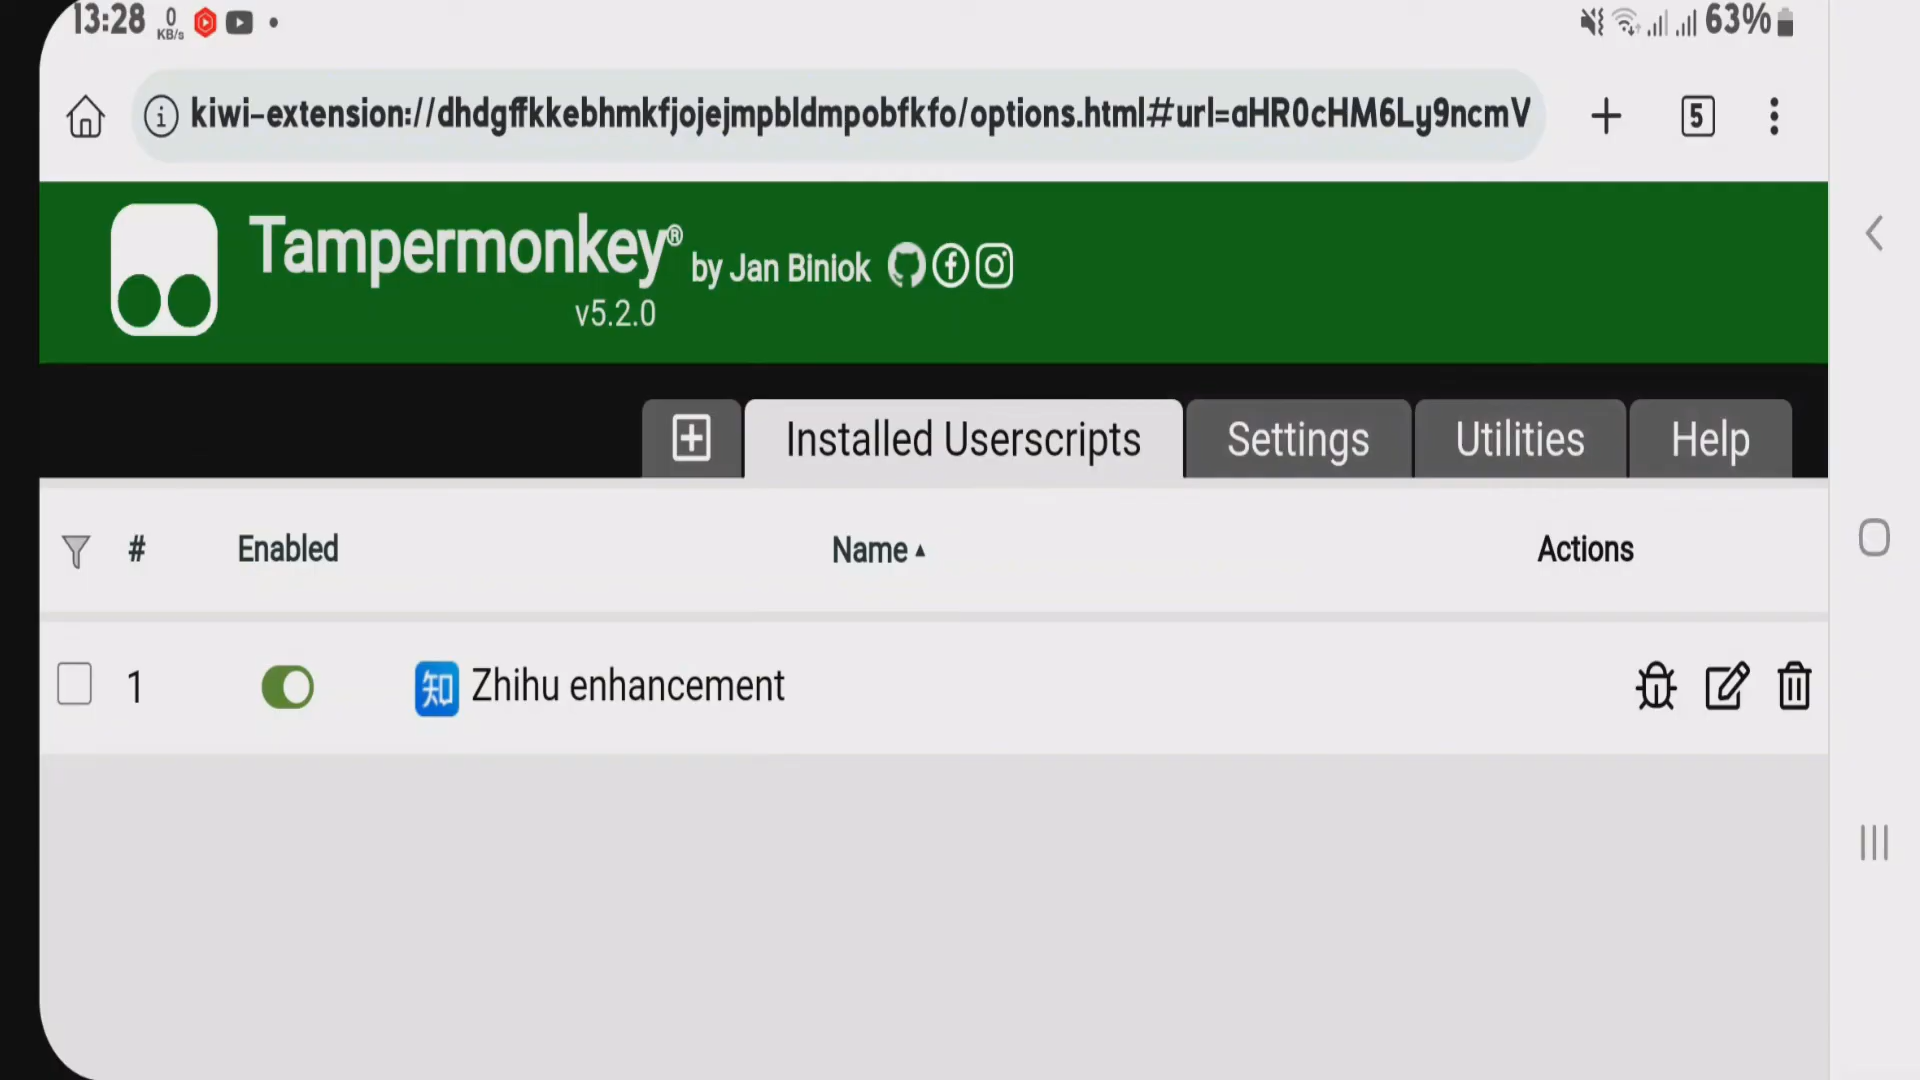 13:28 0 KB/s 63%
kiwi-extension://dhdgffkkebhmkfjojejmpbldmpobfkfo/options.html#url=aHR0cHM6Ly9ncmV 5
Tampermonkey® by Jan Biniok
v5.2.0
Installed Userscripts Settings Utilities Help
# Enabled Name ▲ Actions
1 知 Zhihu enhancement